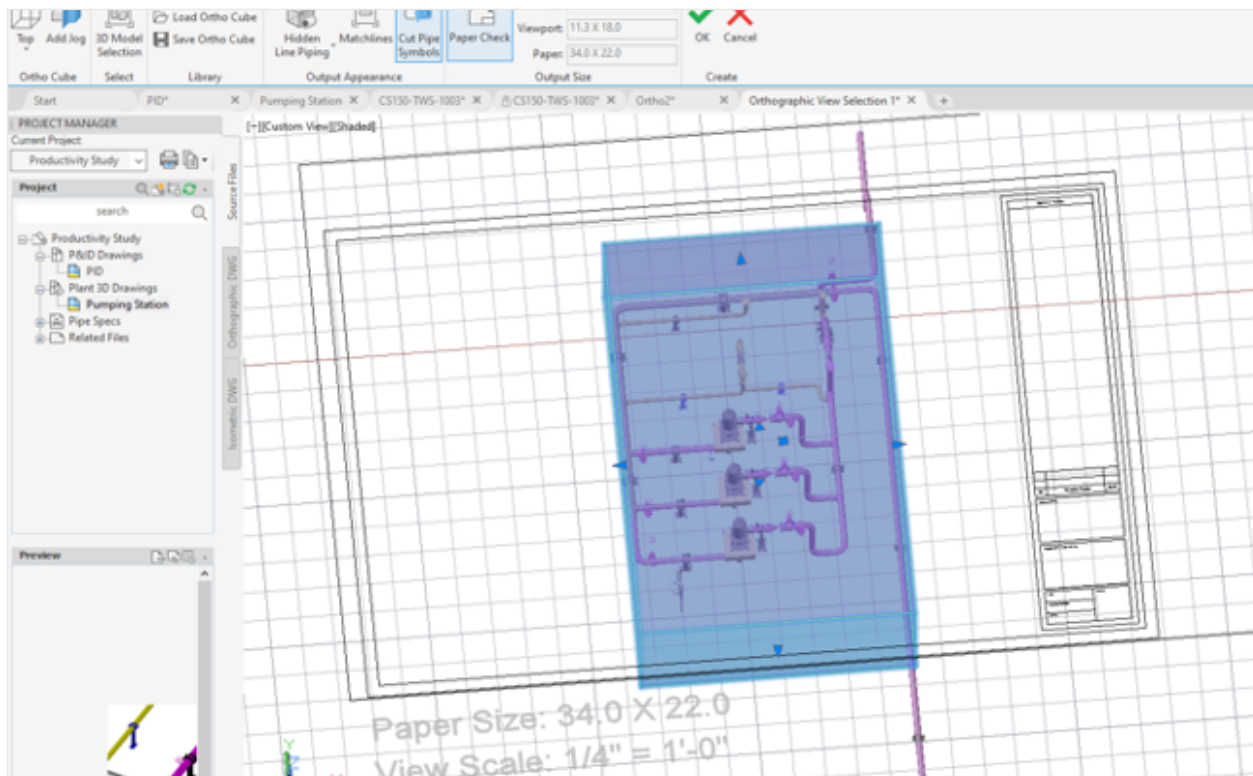 Load Ortho Cube
Save Ortho Cube
Top
Add Jog
3D Model
Selection
Hidden
Line Piping
Matchlines
Cut Pipe
Symbols
Paper Check
Viewport: 11.3 X 18.0
Paper: 34.0 X 22.0
OK
Cancel
Ortho Cube
Select
Library
Output Appearance
Output Size
Create
Start
PID*
Pumping Station
CS150-TWS-1003*
CS150-TWS-1003*
Ortho2*
Orthographic View Selection 1*
PROJECT MANAGER
Current Project:
Productivity Study
Project
search
Productivity Study
P&ID Drawings
PID
Plant 3D Drawings
Pumping Station
Pipe Specs
Related Files
Source Files
Orthographic DWG
Isometric DWG
Preview
[-][Custom View][Shaded]
Paper Size: 34.0 X 22.0
View Scale: 1/4" = 1'-0"
Y